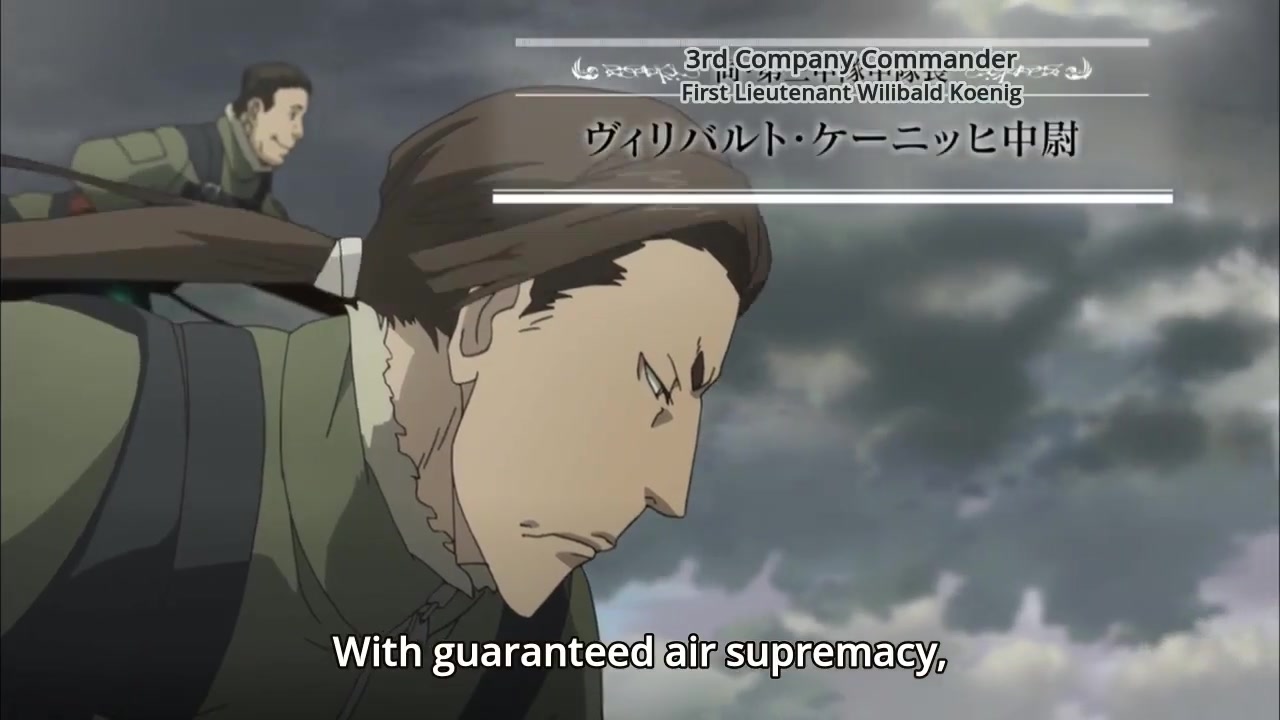 3rd Company Commander
First Lieutenant Wilibald Koenig
ヴィリバルト・ケーニッヒ中尉
With guaranteed air supremacy,